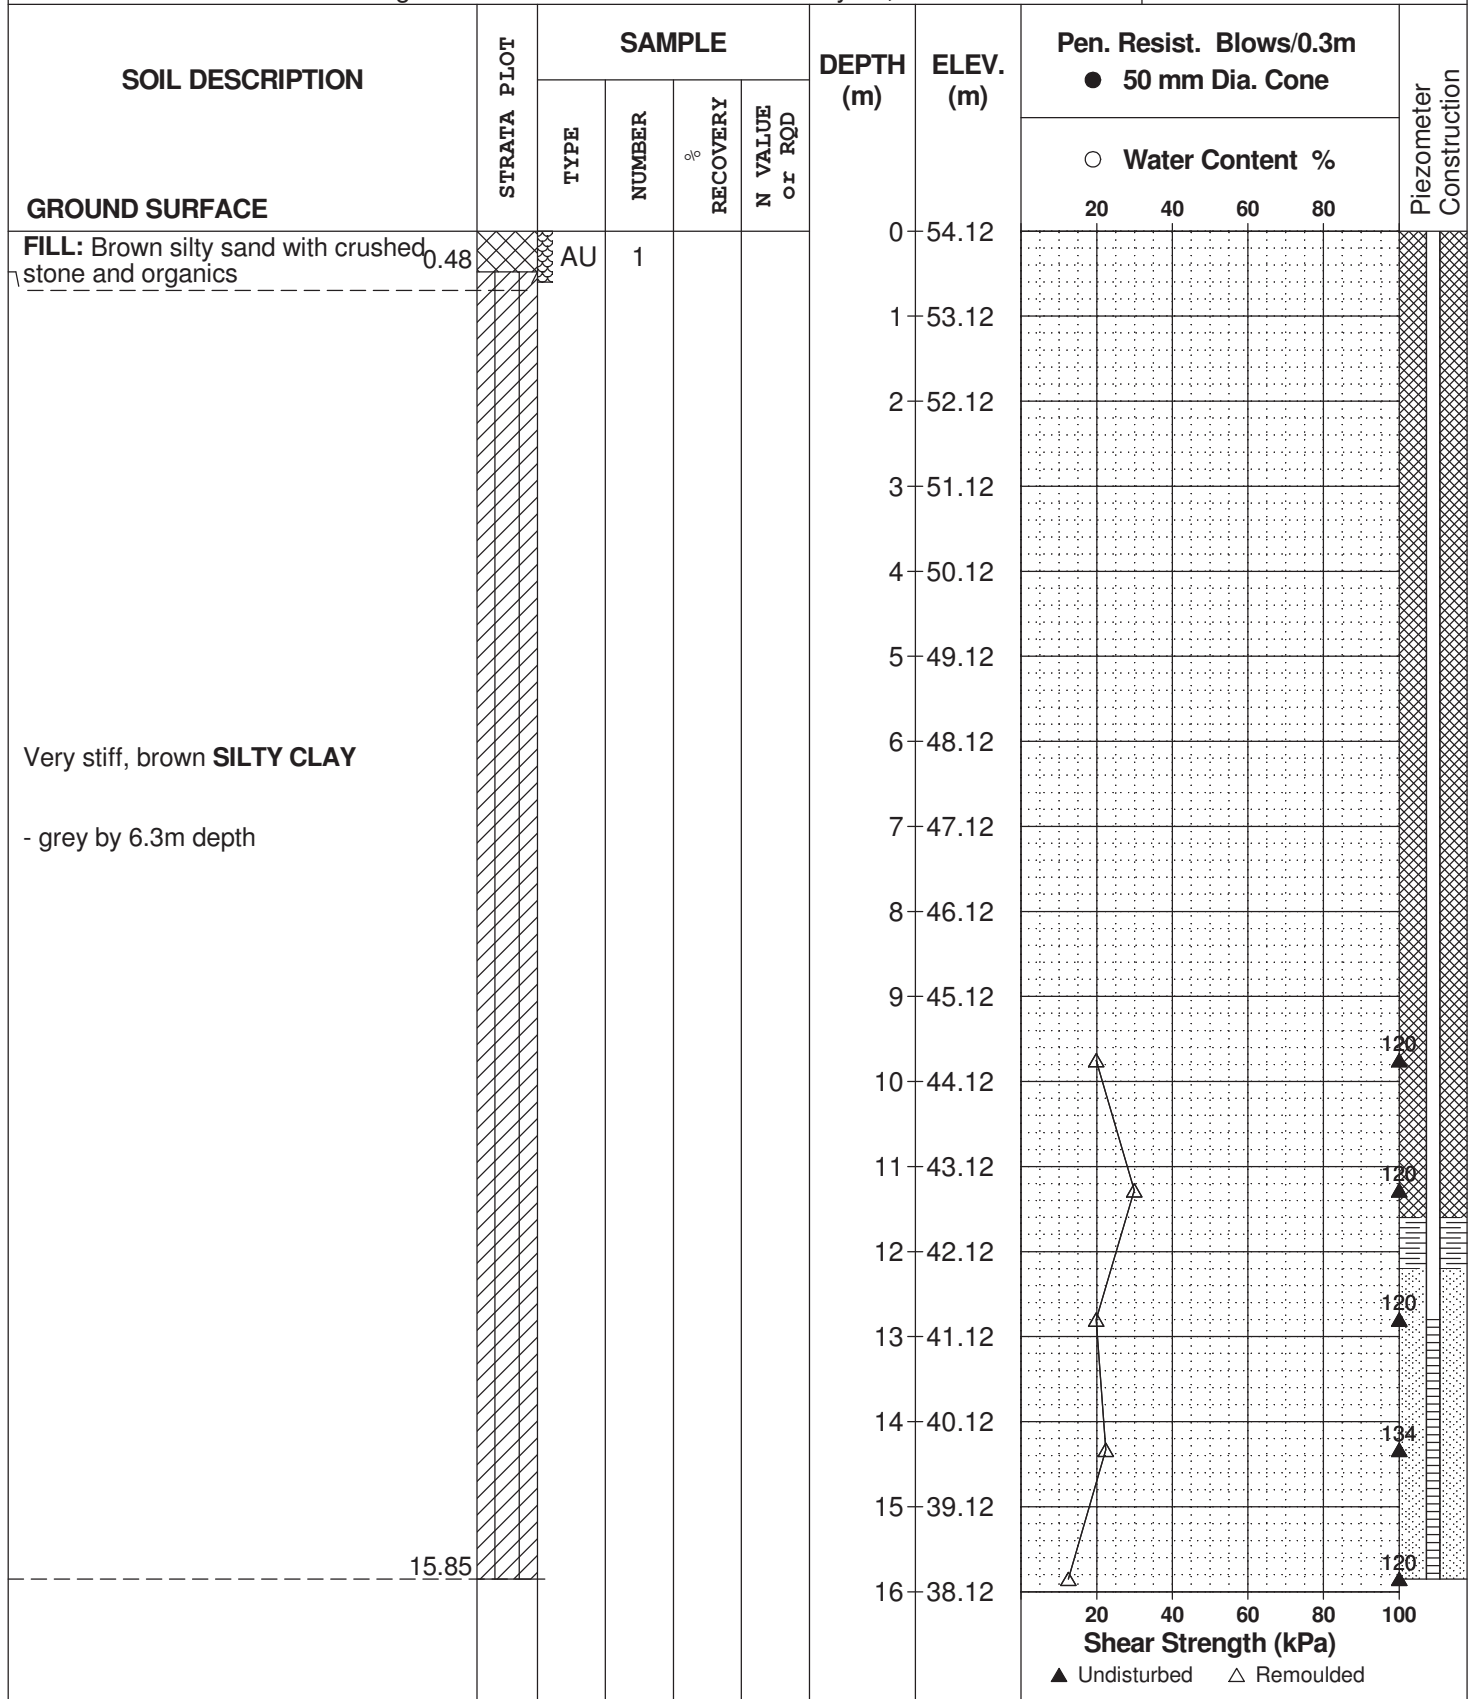 SOIL DESCRIPTION
GROUND SURFACE
STRATA PLOT
SAMPLE
TYPE
NUMBER
%
RECOVERY
N VALUE
or RQD
DEPTH
(m)
ELEV.
(m)
Pen. Resist. Blows/0.3m
● 50 mm Dia. Cone
○ Water Content %
20 40 60 80
Piezometer
Construction
FILL: Brown silty sand with crushed
stone and organics
0.48
AU 1
0 54.12
1 53.12
2 52.12
3 51.12
4 50.12
5 49.12
6 48.12
Very stiff, brown SILTY CLAY
- grey by 6.3m depth
7 47.12
8 46.12
9 45.12
120
10 44.12
11 43.12
120
12 42.12
120
13 41.12
14 40.12
134
15 39.12
15.85
120
16 38.12
20 40 60 80 100
Shear Strength (kPa)
▲ Undisturbed △ Remoulded